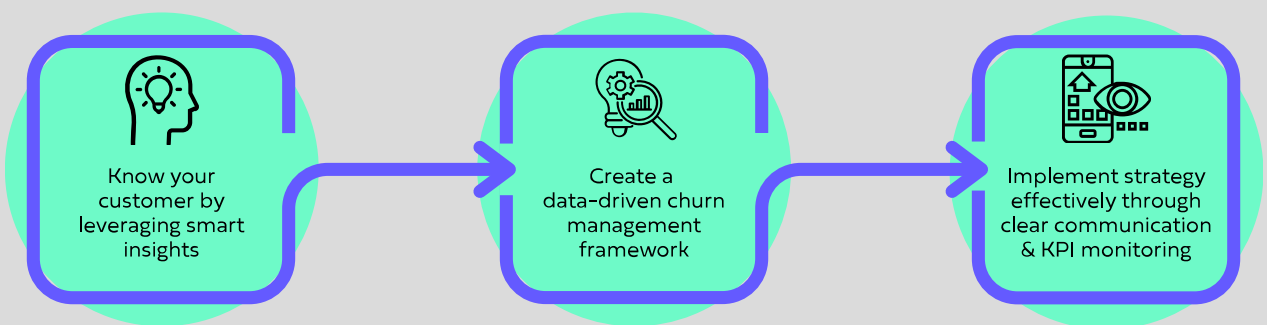 Know your
customer by
leveraging smart
insights
Create a
data-driven churn
management
framework
Implement strategy
effectively through
clear communication
& KPI monitoring